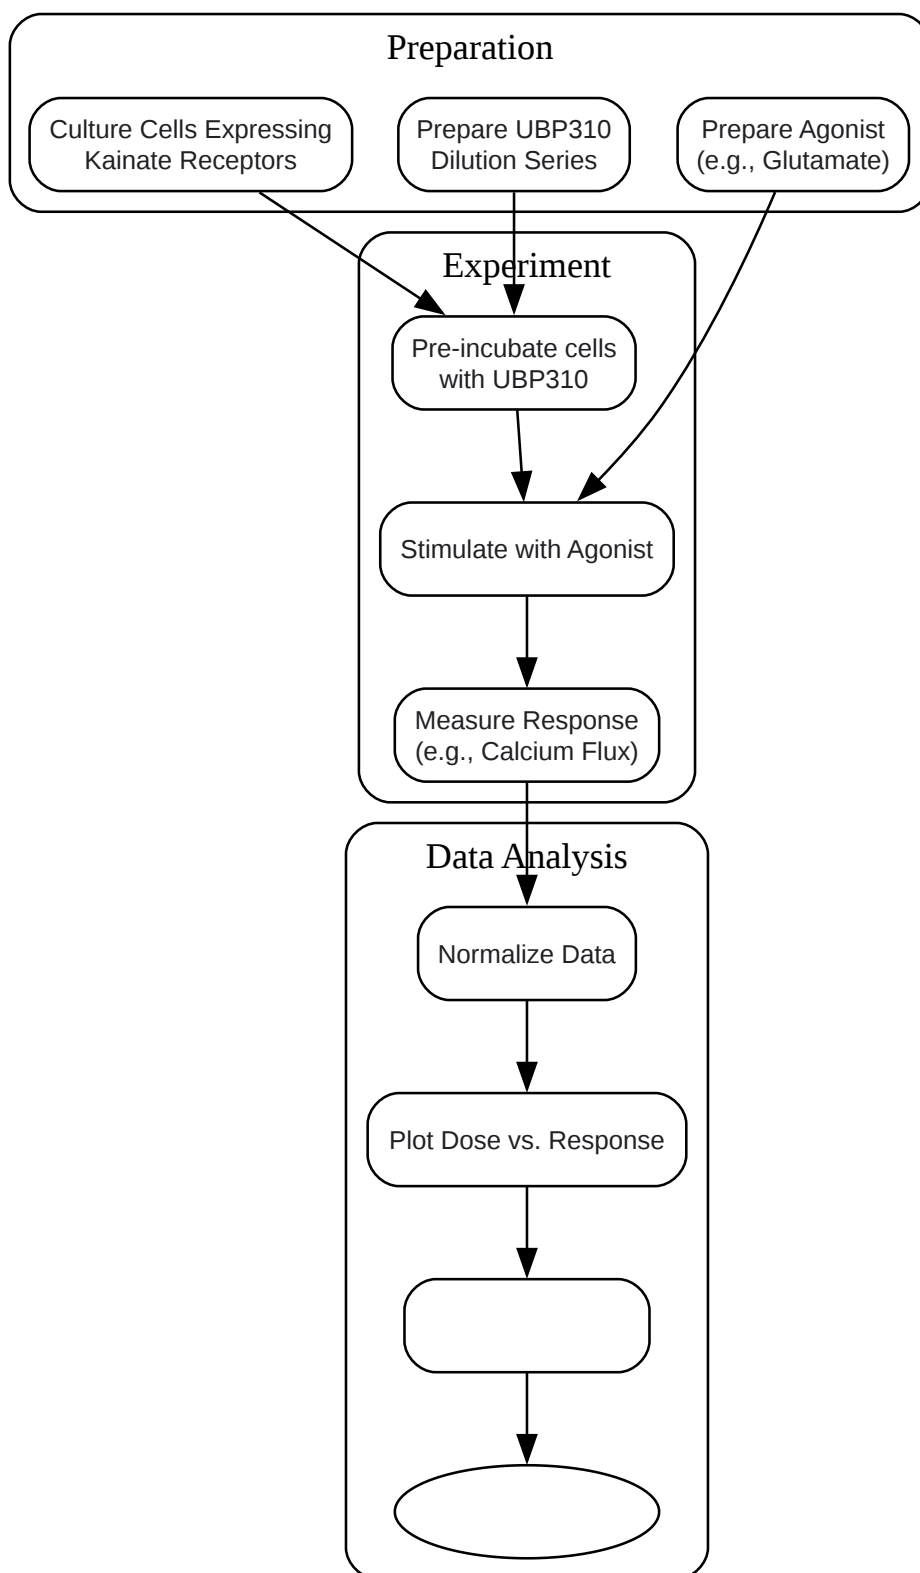 Preparation
Culture Cells Expressing
Kainate Receptors
Prepare UBP310
Dilution Series
Prepare Agonist
(e.g., Glutamate)
Experiment
Pre-incubate cells
with UBP310
Stimulate with Agonist
Measure Response
(e.g., Calcium Flux)
Data Analysis
Normalize Data
Plot Dose vs. Response